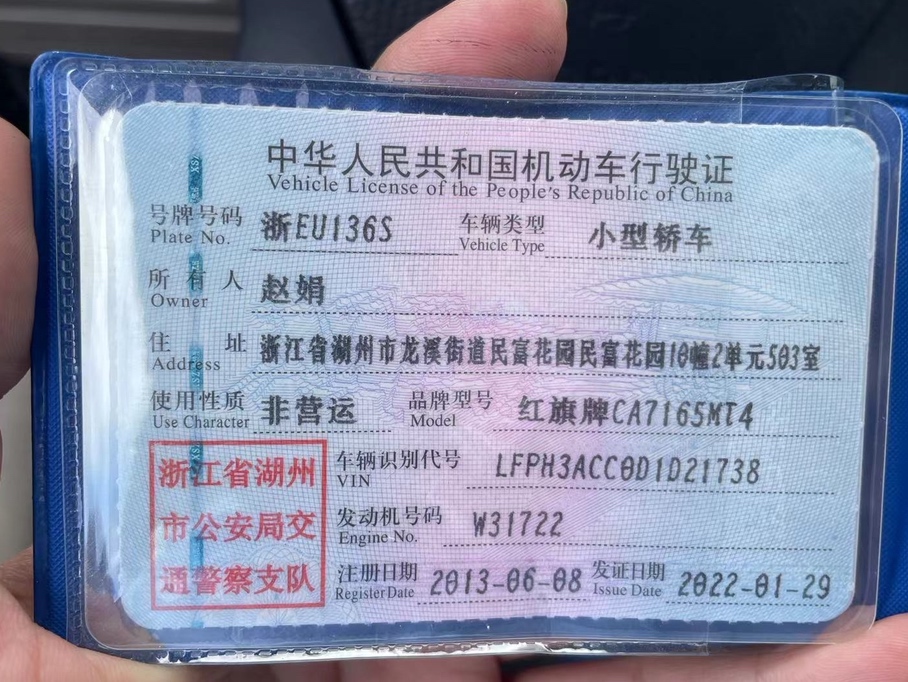 中华人民共和国机动车行驶证
Vehicle License of the People's Republic of China
号牌号码 浙EU136S 车辆类型 小型轿车
Plate No. Vehicle Type
所有人 赵娟
Owner
住址 浙江省湖州市龙溪街道民富花园民富花园10幢2单元503室
Address
使用性质 非营运 品牌型号 红旗牌CA7165MT4
Use Character Model
浙江省湖州
市公安局交
通警察支队
车辆识别代号 LFPH3ACC0D1D21738
VIN
发动机号码 W31722
Engine No.
注册日期 2013-06-08 发证日期 2022-01-29
Register Date Issue Date